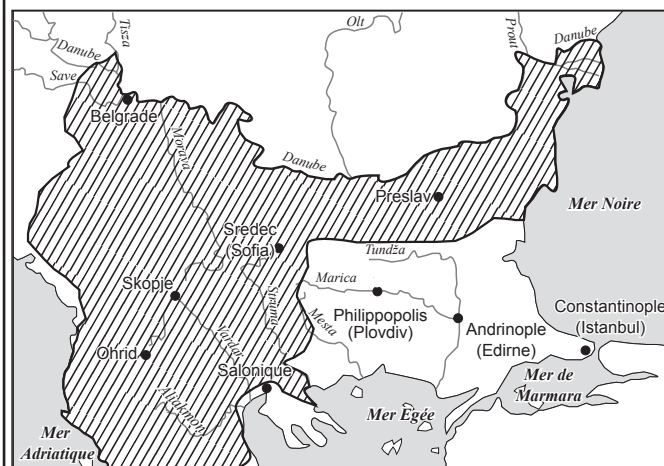 Olt
Prout
Danube
Tisza
Danube
Save
Belgrade
Morava
Danube
Preslav
Mer Noire
Sredec
(Sofia)
Tundža
Marica
Skopje
Struma
Mesta
Philippopolis
(Plovdiv)
Andrinople
(Edirne)
Constantinople
(Istanbul)
Vardar
Ohrid
Salonique
Aliakmon
Mer de
Marmara
Mer Egée
Mer
Adriatique